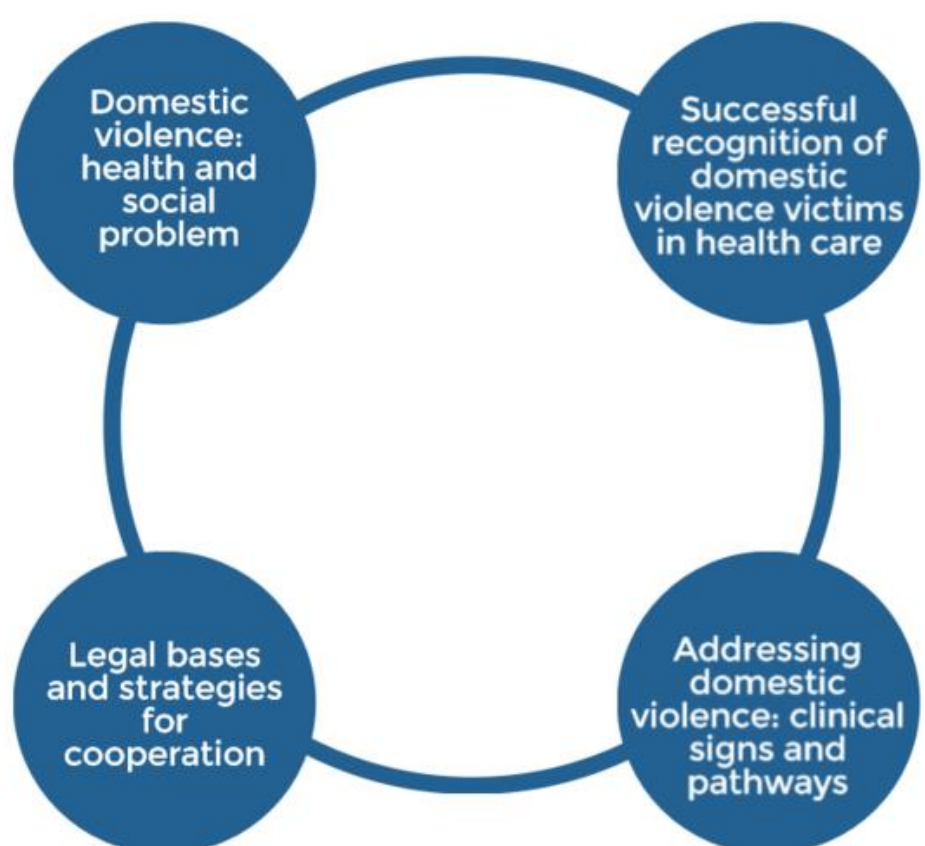 Domestic
violence:
health and
social
problem
Successful
recognition of
domestic
violence victims
in health care
Legal bases
and strategies
for
cooperation
Addressing
domestic
violence: clinical
signs and
pathways